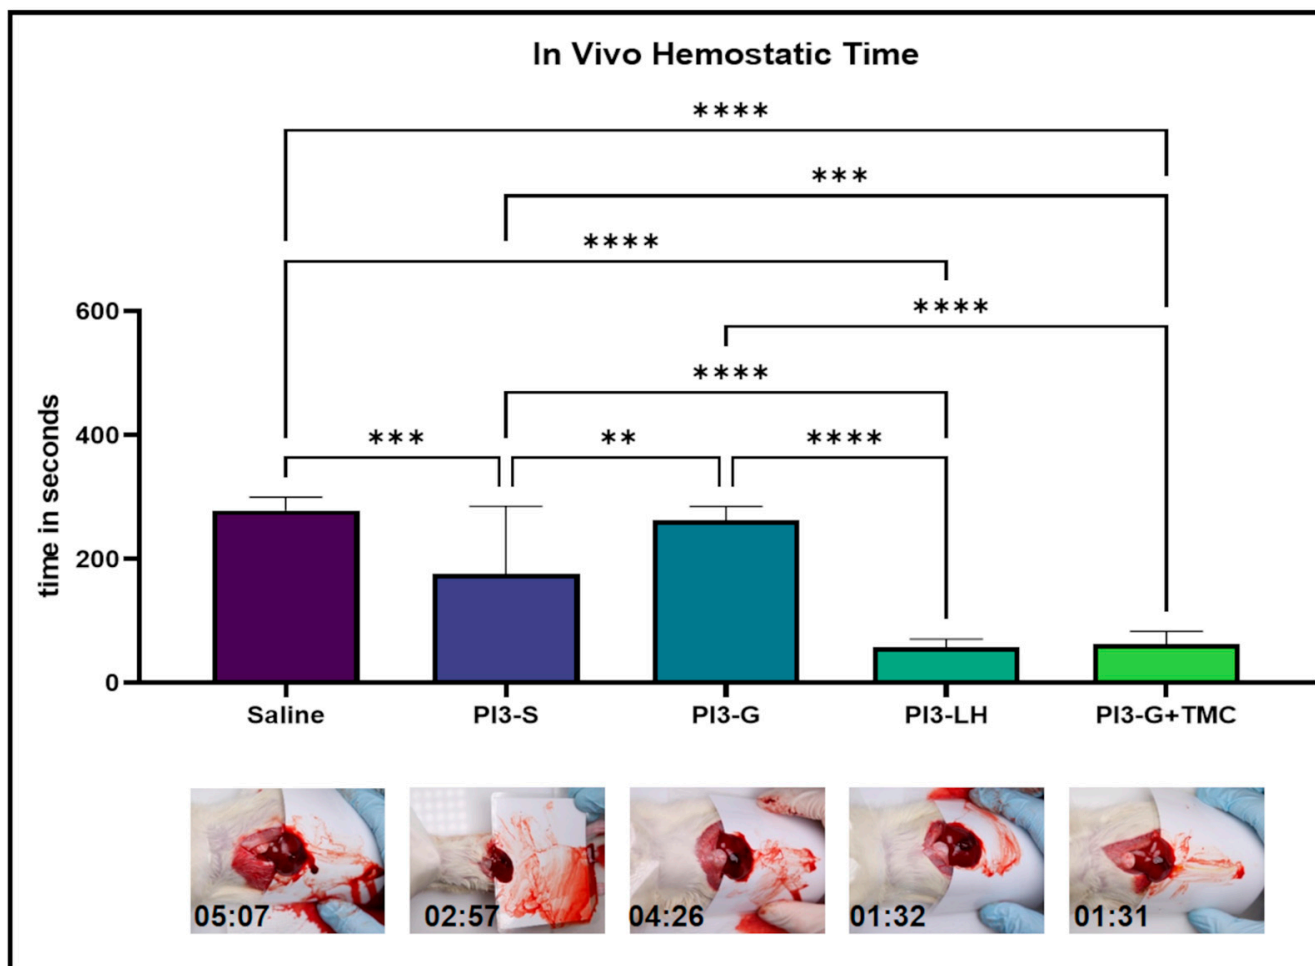 In Vivo Hemostatic Time
****
***
****
****
****
*** ** ****
600
400
200
0
time in seconds
Saline PI3-S PI3-G PI3-LH PI3-G+TMC
05:07 02:57 04:26 01:32 01:31